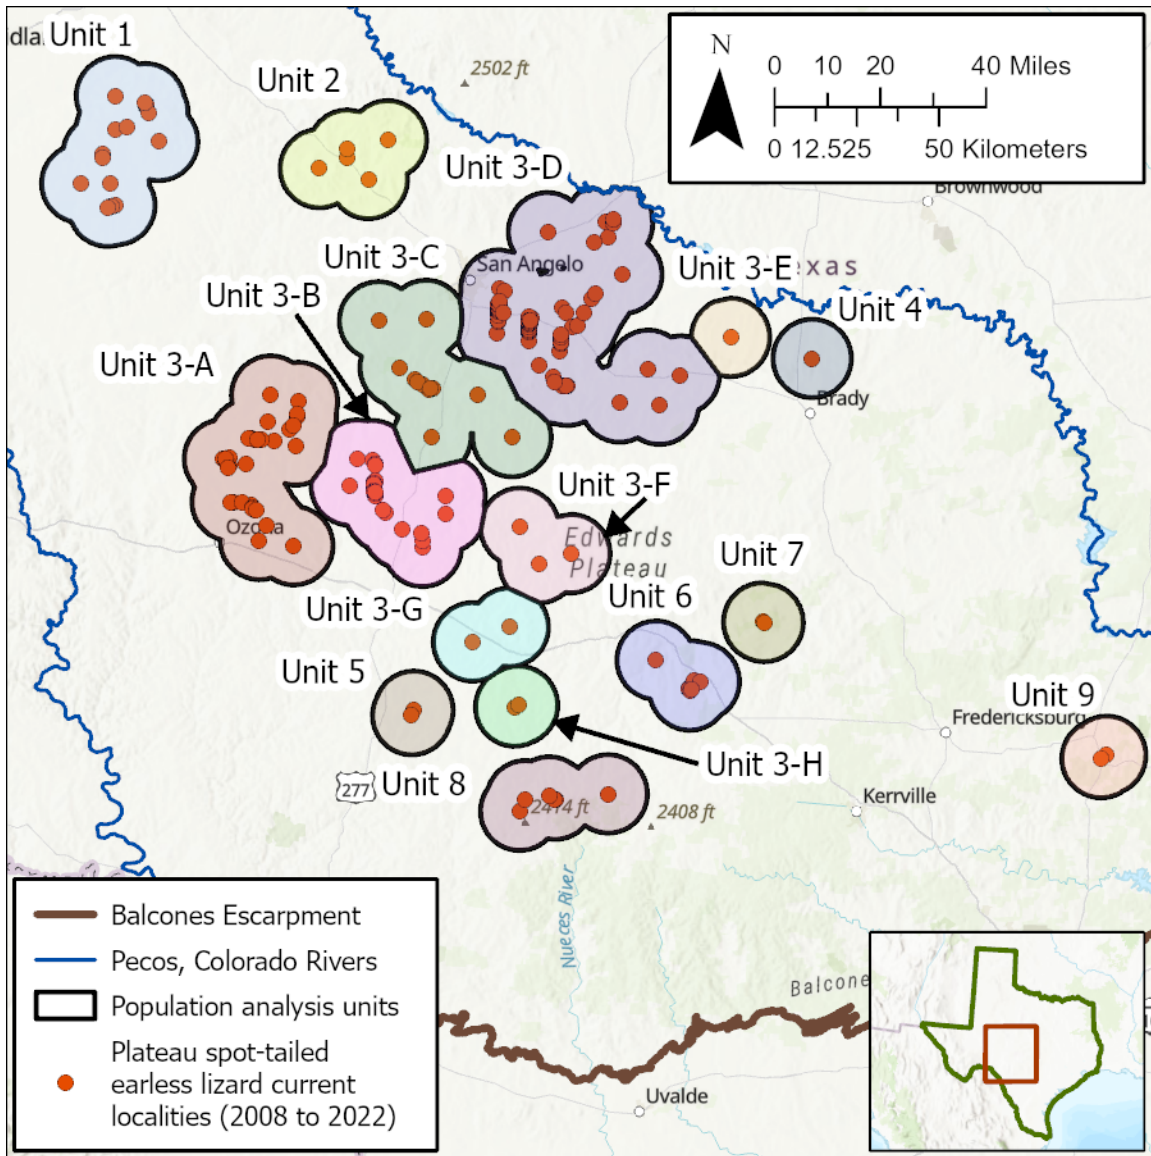 dla
Unit 1
Unit 2
2502 ft
N
0 10 20 40 Miles
0 12.525 50 Kilometers
Brownwood
Unit 3-D
Unit 3-C
San Angelo
Unit 3-E
exas
Unit 3-B
Unit 4
Unit 3-A
Brady
Unit 3-F
Ozona
Edwards
Plateau
Unit 7
Unit 3-G
Unit 6
Unit 5
Unit 9
Fredericksburg
Unit 3-H
277
Unit 8
Kerrville
2414 ft
2408 ft
Nueces River
Balcones Escarpment
Pecos, Colorado Rivers
Population analysis units
Plateau spot-tailed
earless lizard current
localities (2008 to 2022)
Balcone
Uvalde